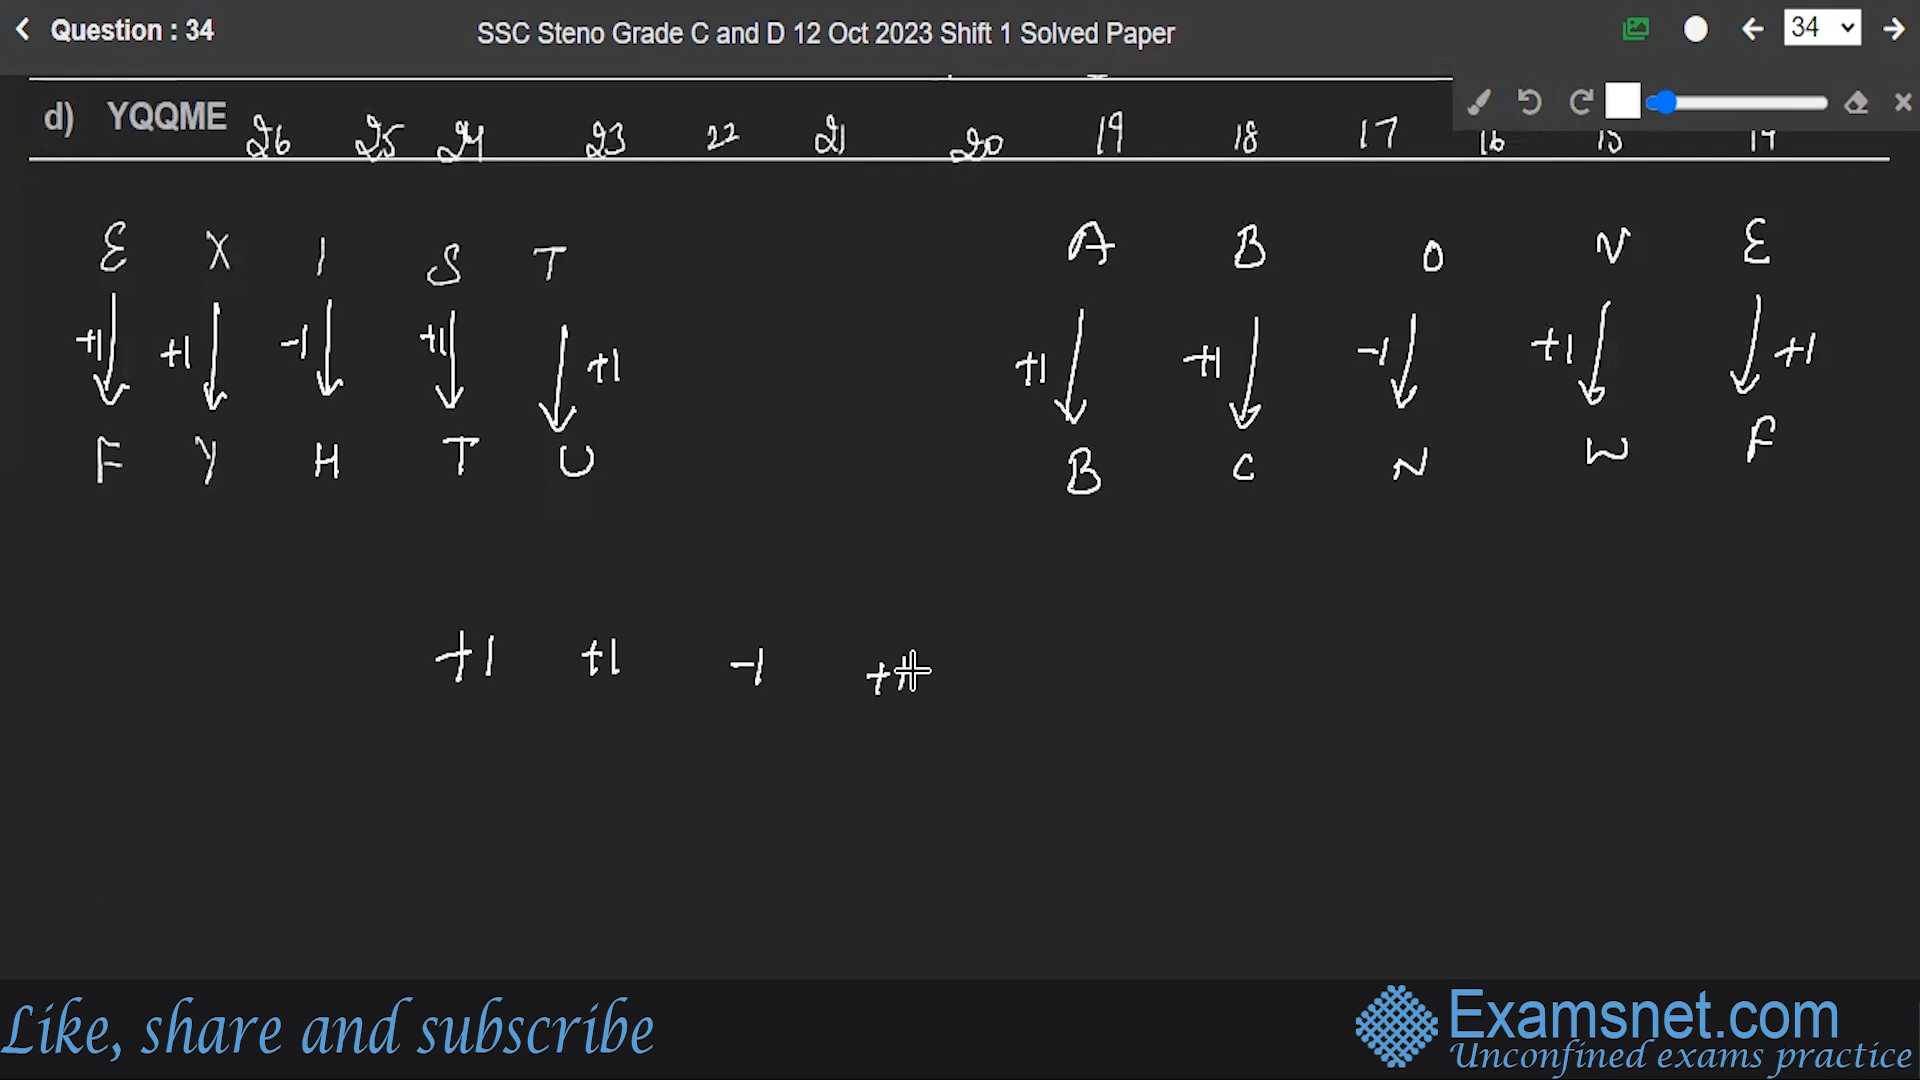 Question : 34
SSC Steno Grade C and D 12 Oct 2023 Shift 1 Solved Paper
34
d) YQQME
26 25 24 23 22 21 20 19 18 17 16 15 14
E X I S T A B O V E
+1 +1 -1 +1 +1 +1 +1 -1 +1 +1
F Y H T U B C N W F
+1 +1 -1 +1
Like, share and subscribe
Examsnet.com
Unconfined exams practice